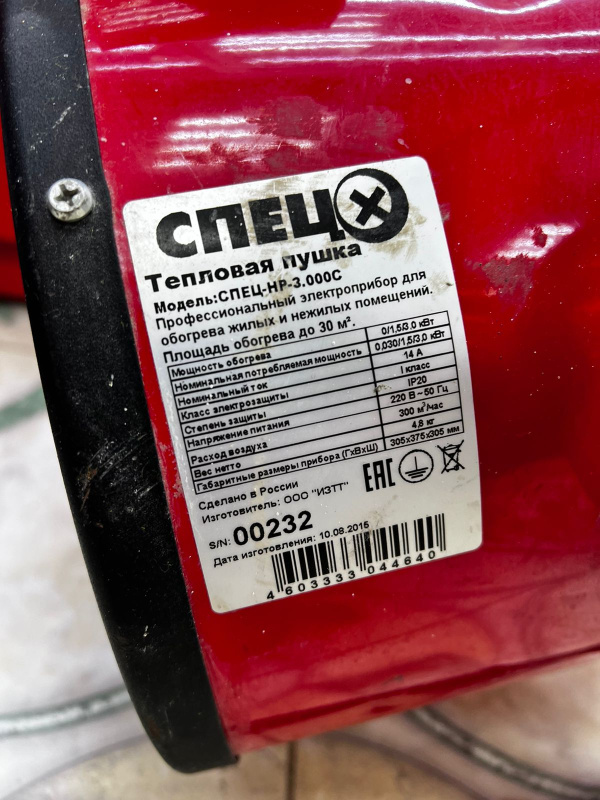 СПЕЦ
Тепловая пушка
Модель:СПЕЦ-HP-3.000С
Профессиональный электроприбор для
обогрева жилых и нежилых помещений.
Площадь обогрева до 30 м².
Мощность обогрева 0/1,5/3,0 кВт
Номинальная потребляемая мощность 0,030/1,5/3,0 кВт
Номинальный ток 14 А
Класс электрозащиты I класс
Степень защиты IP20
Напряжение питания 220 В ~ 50 Гц
Расход воздуха 300 м³/час
Вес нетто 4,8 кг
Габаритные размеры прибора (ГхВхШ) 305х375х305 мм
Сделано в России
Изготовитель: ООО "ИЗТТ"
EAC
S/N: 00232
Дата изготовления: 10.08.2015
4 603333 044640